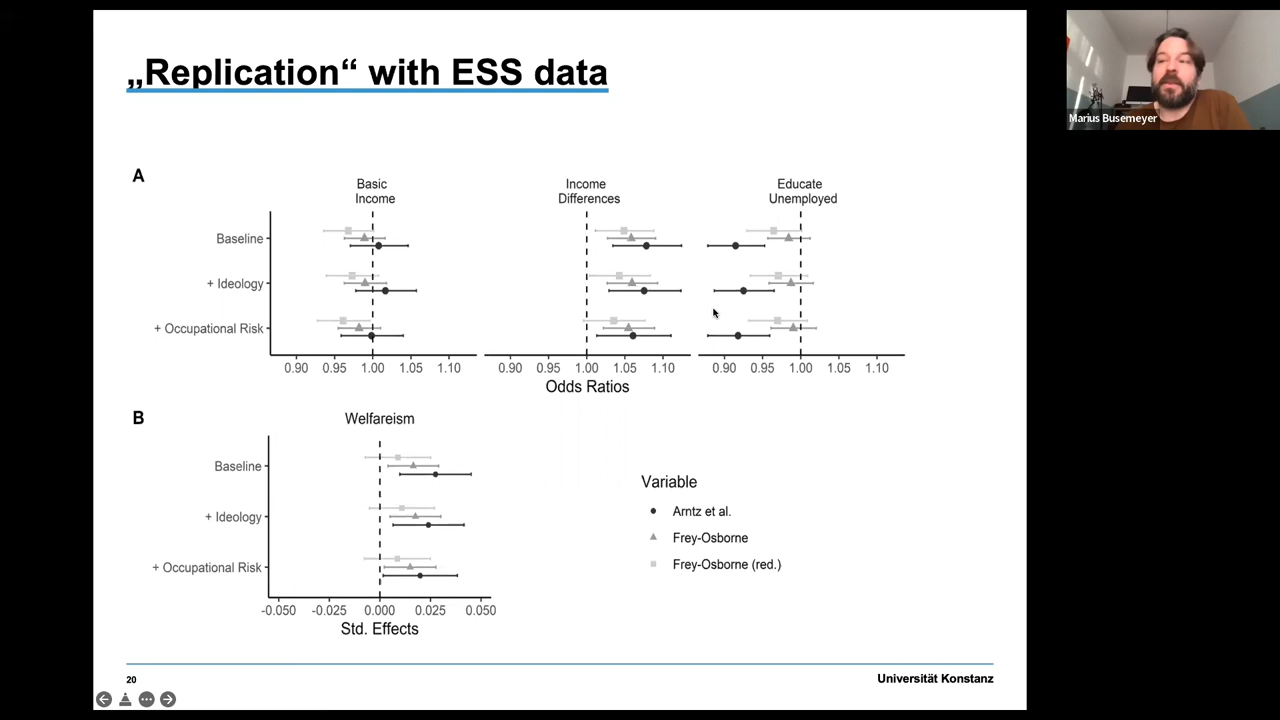 „Replication“ with ESS data
Marius Busemeyer
A
Basic
Income
Income
Differences
Educate
Unemployed
Baseline
+ Ideology
+ Occupational Risk
0.90 0.95 1.00 1.05 1.10
0.90 0.95 1.00 1.05 1.10
0.90 0.95 1.00 1.05 1.10
Odds Ratios
B
Welfareism
Baseline
+ Ideology
+ Occupational Risk
-0.050 -0.025 0.000 0.025 0.050
Std. Effects
Variable
Arntz et al.
Frey-Osborne
Frey-Osborne (red.)
20
Universität Konstanz